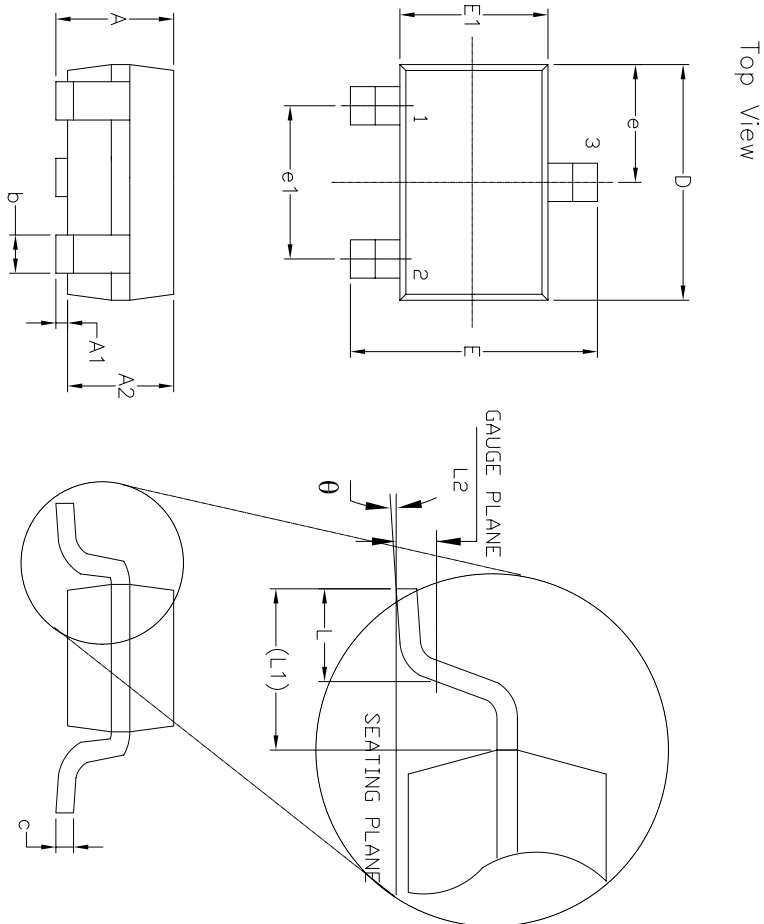 Top View
D
e
3
E1
1
2
e1
E
A
b
A1
A2
GAUGE PLANE
L2
θ
L
(L1)
SEATING PLANE
c